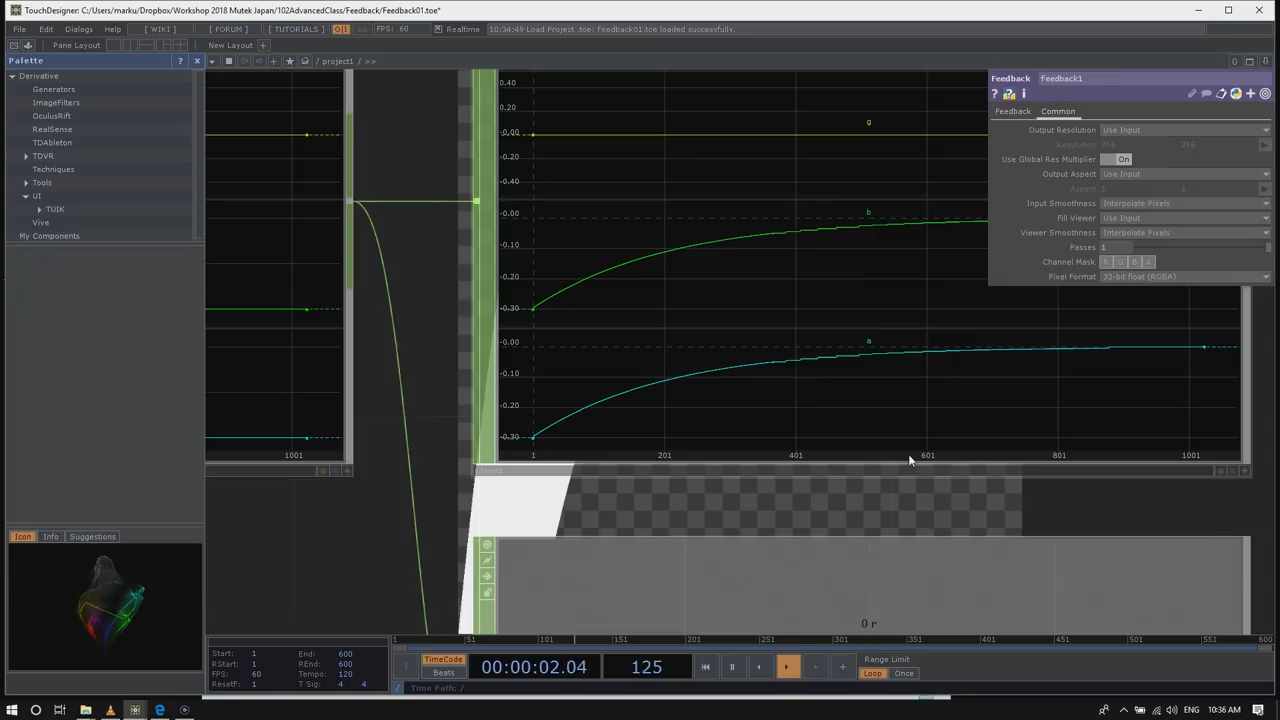 TouchDesigner: C:/Users/marku/Dropbox/Workshop 2018 Mutek Japan/102AdvancedClass/Feedback/Feedback01.toe*
File Edit Dialogs Help [ WIKI ] [ FORUM ] [ TUTORIALS ] OII FPS: 60 Realtime 10:34:49: Load Project .toe: Feedback01.toe loaded successfully.
Pane Layout New Layout +
Palette ? x / project1 / >>
Derivative
Generators
ImageFilters
OculusRift
RealSense
TDAbleton
TDVR
Techniques
Tools
UI
TUIK
Vive
My Components
1001
0.40
0.20
-0.00
0.20
0.40
-0.00
-0.10
-0.20
-0.30
-0.00
-0.10
-0.20
-0.30
g
b
a
1 201 401 601 801 1001
Feedback feedback1
Feedback Common
Output Resolution Use Input
Resolution 256 256
Use Global Res Multiplier On
Output Aspect Use Input
Aspect 1 1
Input Smoothness Interpolate Pixels
Fill Viewer Use Input
Viewer Smoothness Interpolate Pixels
Passes 1
Channel Mask R G B A
Pixel Format 32-bit float (RGBA)
0 r
Icon Info Suggestions
1 51 101 151 201 251 301 351 401 451 501 551 600
Start: 1 End: 600
RStart: 1 REnd: 600
FPS: 60 Tempo: 120
ResetF: 1 T Sig: 4 4
TimeCode
Beats
00:00:02.04
125
Range Limit
Loop Once
/ Time Path: /
ENG 10:36 AM